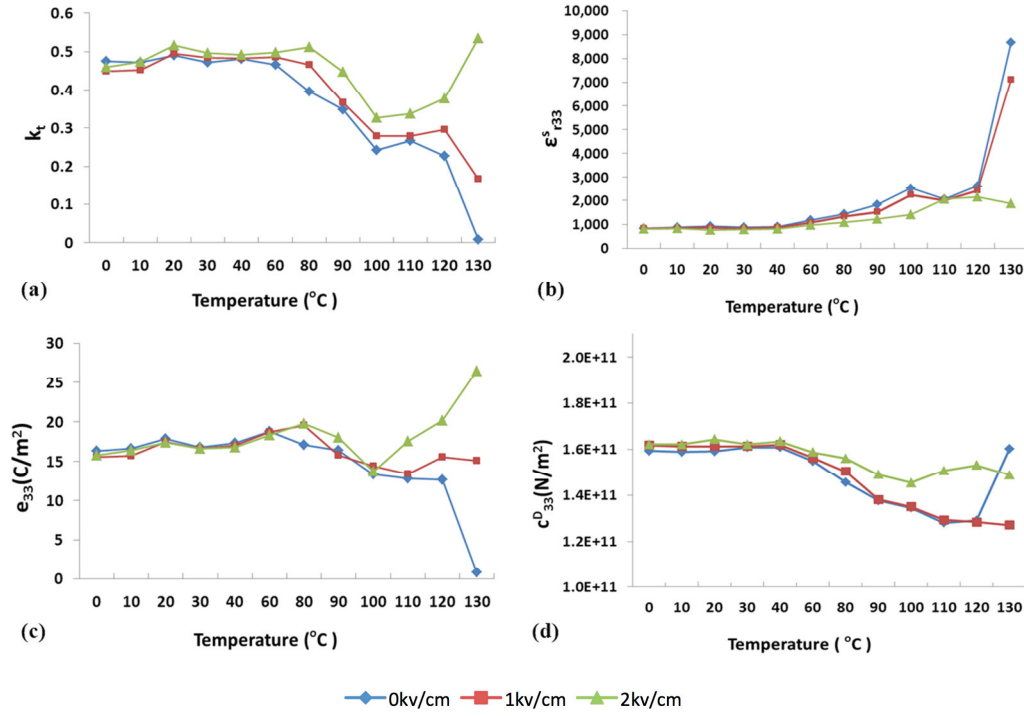 0.6
0.5
0.4
0.3
0.2
0.1
0
kt
0 10 20 30 40 60 80 90 100 110 120 130
(a)
Temperature (°C )
10,000
9,000
8,000
7,000
6,000
5,000
4,000
3,000
2,000
1,000
0
εsr33
0 10 20 30 40 60 80 90 100 110 120 130
(b)
Temperature (°C )
30
25
20
15
10
5
0
e33(C/m2)
0 10 20 30 40 60 80 90 100 110 120 130
(c)
Temperature (°C )
2.0E+11
1.8E+11
1.6E+11
1.4E+11
1.2E+11
1.0E+11
cD33(N/m2)
0 10 20 30 40 60 80 90 100 110 120 130
(d)
Temperature ( °C )
0kv/cm 1kv/cm 2kv/cm